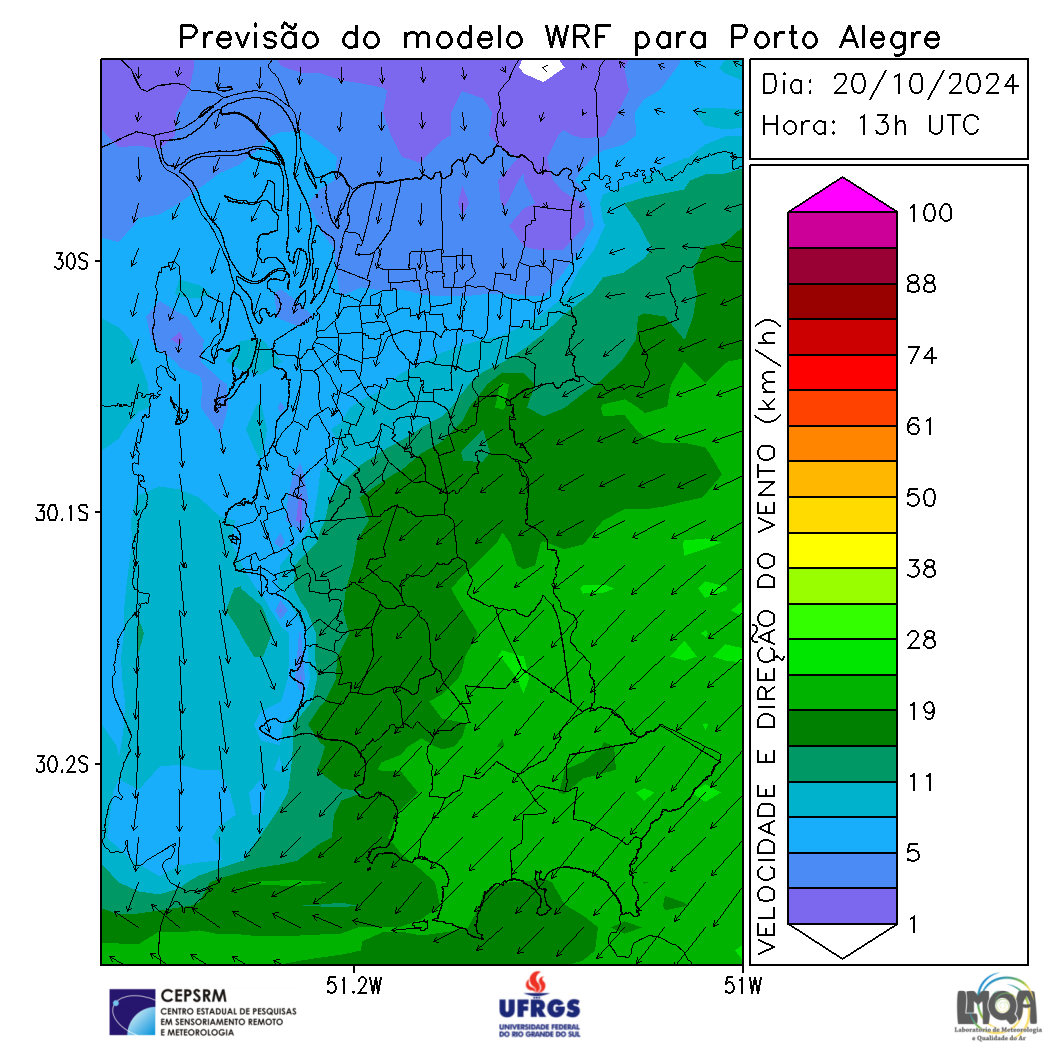 Previsão do modelo WRF para Porto Alegre
Dia: 20/10/2024
Hora: 13h UTC
30S
30.1S
30.2S
51.2W
51W
VELOCIDADE E DIREÇÃO DO VENTO (km/h)
100
88
74
61
50
38
28
19
11
5
1
CEPSRM
CENTRO ESTADUAL DE PESQUISAS
EM SENSORIAMENTO REMOTO
E METEOROLOGIA
UFRGS
UNIVERSIDADE FEDERAL
DO RIO GRANDE DO SUL
LMQA
Laboratório de Meteorologia
e Qualidade do Ar